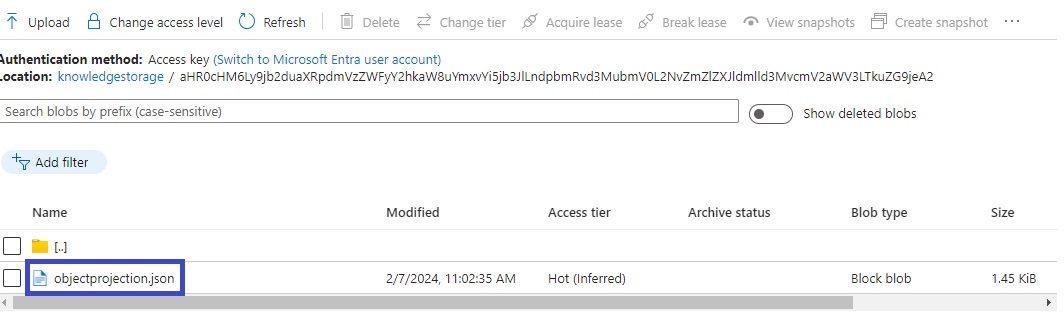 Upload Change access level Refresh Delete Change tier Acquire lease Break lease View snapshots Create snapshot ...
Authentication method: Access key (Switch to Microsoft Entra user account)
Location: knowledgestorage / aHR0cHM6Ly9jb2duaXRpdmVzZWFyY2hkaW8uYmxvYi5jb3JlLndpbmRvd3MubmV0L2NvZmZlZXJldmlld3MvcmV2aWV3LTkuZG9jeA2
Search blobs by prefix (case-sensitive)
Show deleted blobs
Add filter
Name Modified Access tier Archive status Blob type Size
[..]
objectprojection.json 2/7/2024, 11:02:35 AM Hot (Inferred) Block blob 1.45 KiB